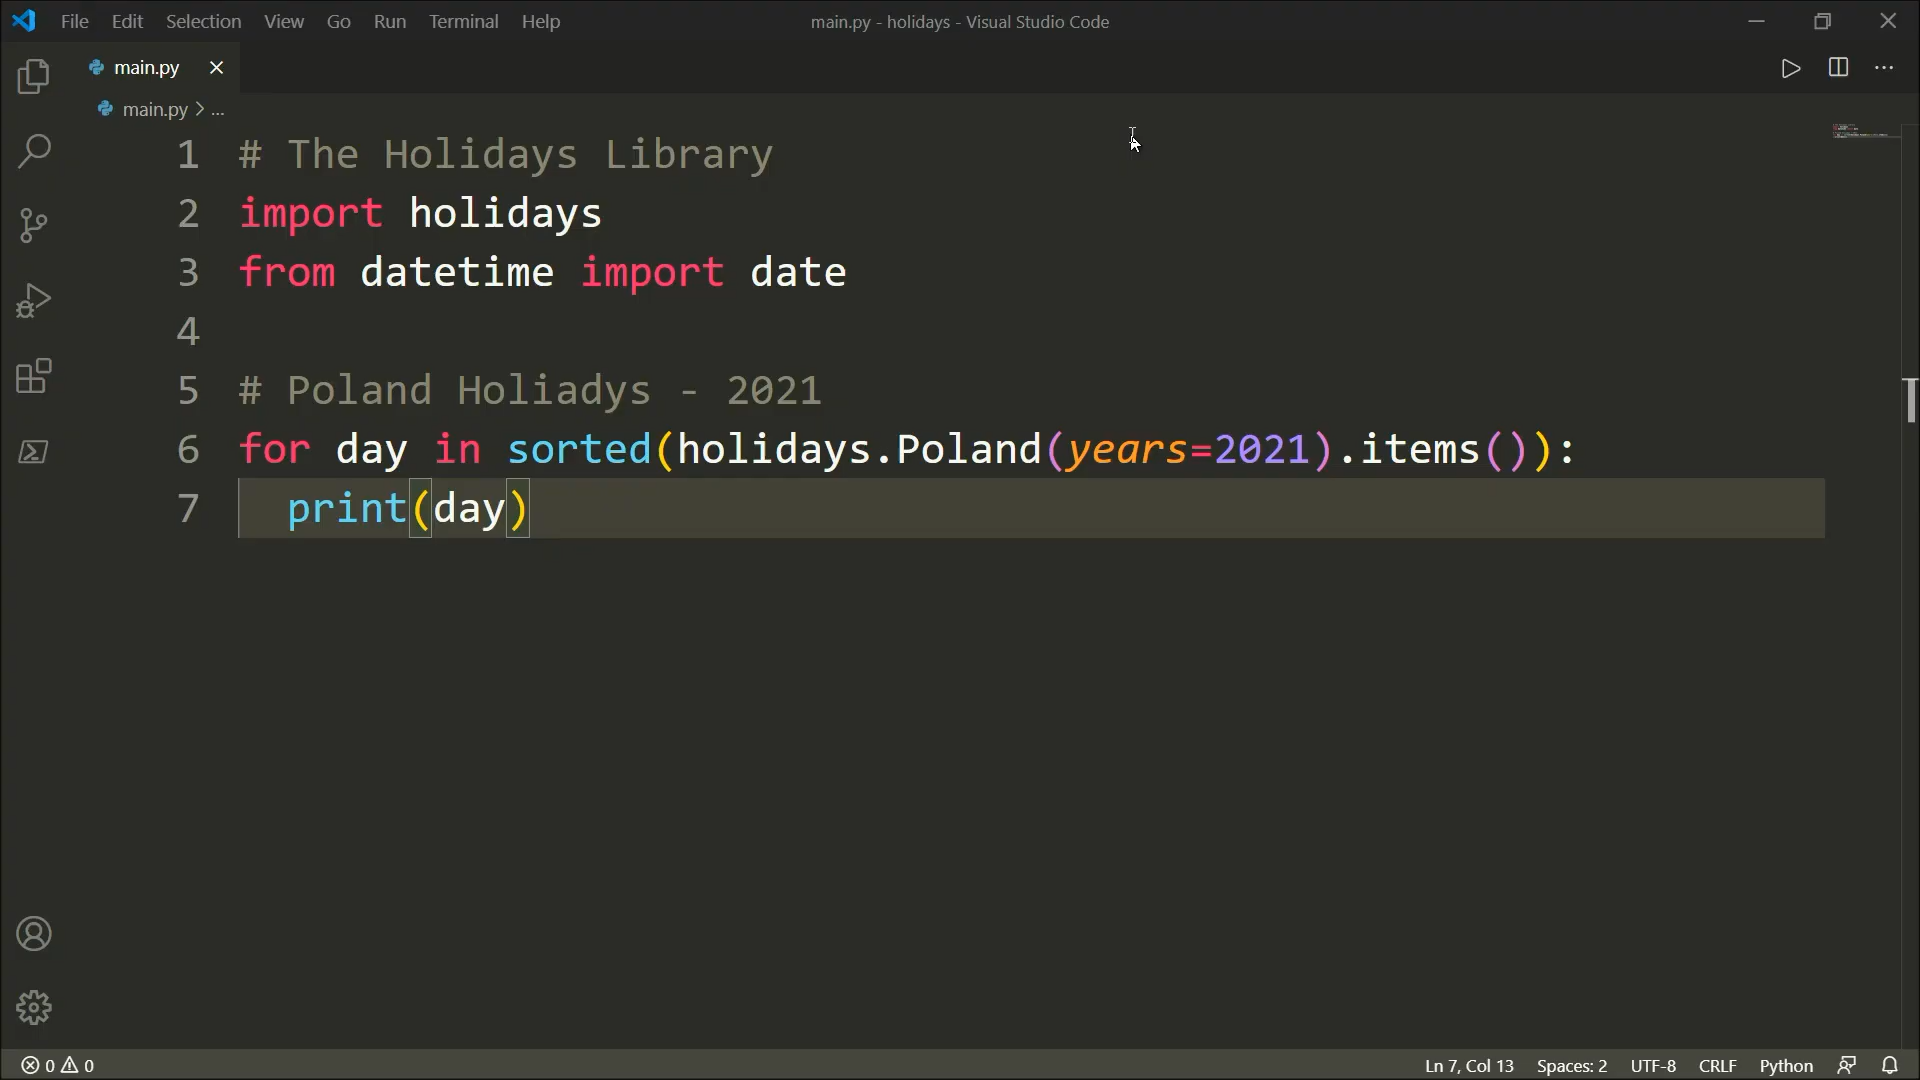 File Edit Selection View Go Run Terminal Help main.py - holidays - Visual Studio Code
main.py
main.py > ...
1 # The Holidays Library
2 import holidays
3 from datetime import date
4
5 # Poland Holiadys - 2021
6 for day in sorted(holidays.Poland(years=2021).items()):
7   print(day)
0 0 Ln 7, Col 13 Spaces: 2 UTF-8 CRLF Python